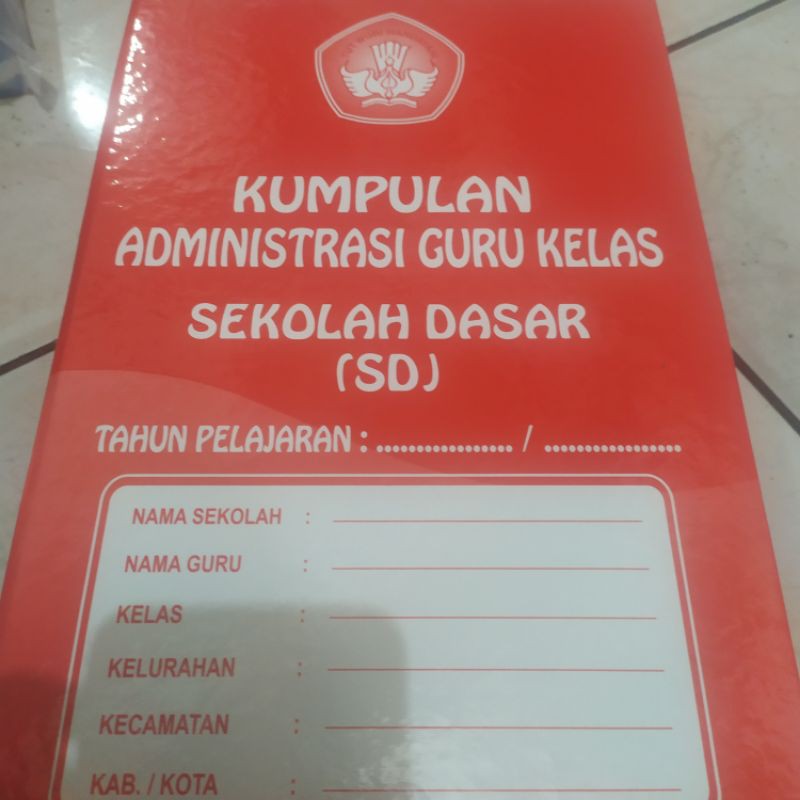 KUMPULAN
ADMINISTRASI GURU KELAS
SEKOLAH DASAR
(SD)
TAHUN PELAJARAN : ................. / .................
NAMA SEKOLAH :
NAMA GURU :
KELAS :
KELURAHAN :
KECAMATAN :
KAB. / KOTA :